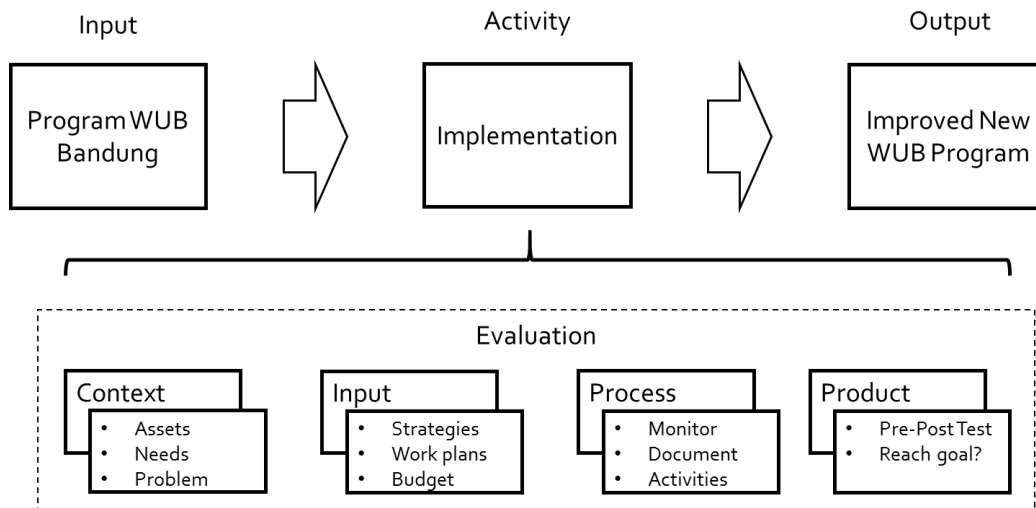 Input
Activity
Output
Program WUB
Bandung
Implementation
Improved New
WUB Program
Evaluation
Context
• Assets
• Needs
• Problem
Input
• Strategies
• Work plans
• Budget
Process
• Monitor
• Document
• Activities
Product
• Pre-Post Test
• Reach goal?